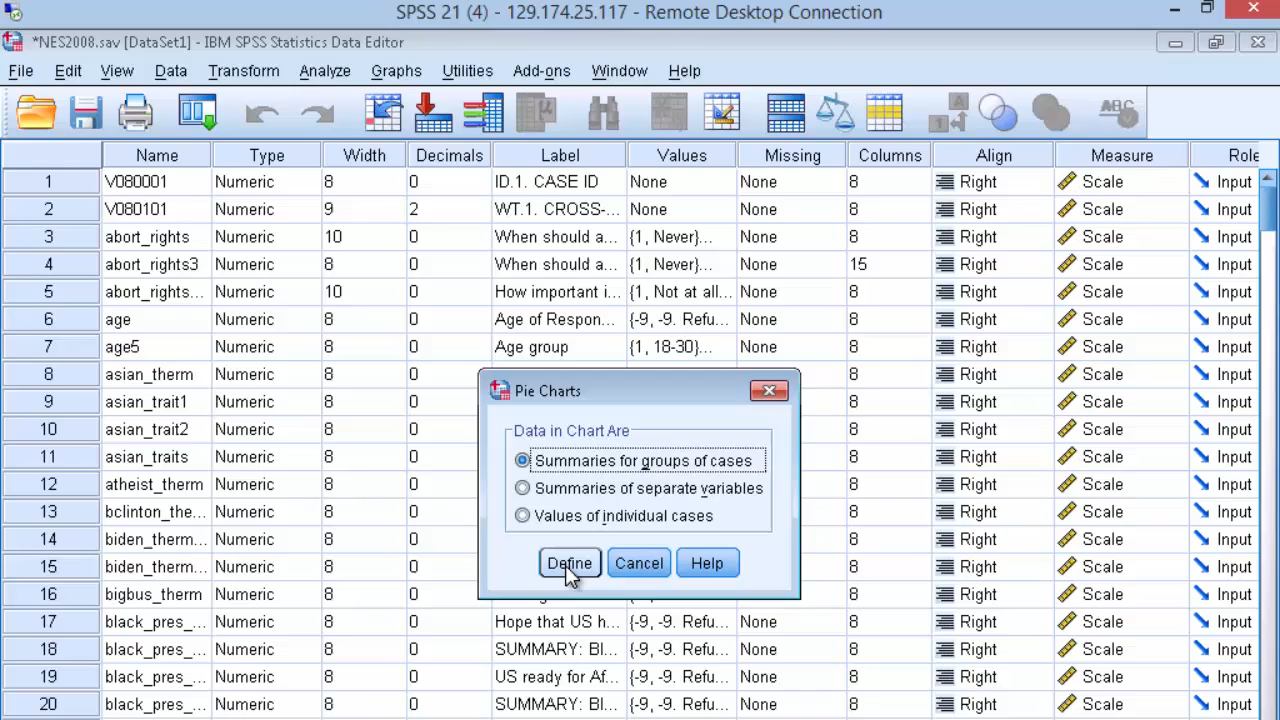 SPSS 21 (4) - 129.174.25.117 - Remote Desktop Connection
*NES2008.sav [DataSet1] - IBM SPSS Statistics Data Editor
File Edit View Data Transform Analyze Graphs Utilities Add-ons Window Help
A 1 ABC
Name Type Width Decimals Label Values Missing Columns Align Measure Role
1 V080001 Numeric 8 0 ID.1. CASE ID None None 8 Right Scale Input
2 V080101 Numeric 9 2 WT.1. CROSS-... None None 8 Right Scale Input
3 abort_rights Numeric 10 0 When should a... {1, Never}... None 8 Right Scale Input
4 abort_rights3 Numeric 8 0 When should a... {1, Never}... None 15 Right Scale Input
5 abort_rights... Numeric 10 0 How important i... {1, Not at all... None 8 Right Scale Input
6 age Numeric 8 0 Age of Respon... {-9, -9. Refu... None 8 Right Scale Input
7 age5 Numeric 8 0 Age group {1, 18-30}... None 8 Right Scale Input
8 asian_therm Numeric 8 0 8 Right Scale Input
9 asian_trait1 Numeric 8 0 8 Right Scale Input
10 asian_trait2 Numeric 8 0 8 Right Scale Input
11 asian_traits Numeric 8 0 8 Right Scale Input
12 atheist_therm Numeric 8 0 8 Right Scale Input
13 bclinton_the... Numeric 8 0 8 Right Scale Input
14 biden_therm... Numeric 8 0 8 Right Scale Input
15 biden_therm... Numeric 8 0 8 Right Scale Input
16 bigbus_therm Numeric 8 0 8 Right Scale Input
17 black_pres_... Numeric 8 0 Hope that US h... {-9, -9. Refu... None 8 Right Scale Input
18 black_pres_... Numeric 8 0 SUMMARY: Bl... {-9, -9. Refu... None 8 Right Scale Input
19 black_pres_... Numeric 8 0 US ready for Af... {-9, -9. Refu... None 8 Right Scale Input
20 black_pres_... Numeric 8 0 SUMMARY: Bl... {-9, -9. Refu... None 8 Right Scale Input
Pie Charts
Data in Chart Are
Summaries for groups of cases
Summaries of separate variables
Values of individual cases
Define Cancel Help